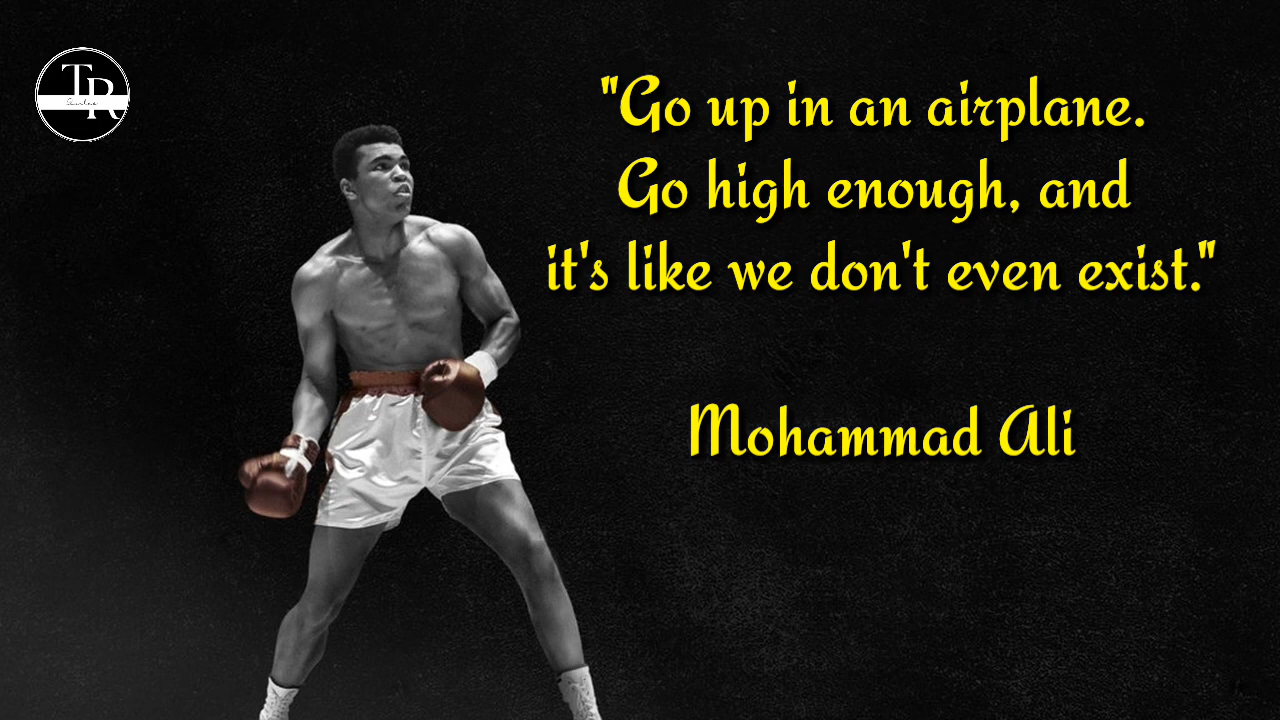 TR
"Go up in an airplane.
Go high enough, and
it's like we don't even exist."
Mohammad Ali